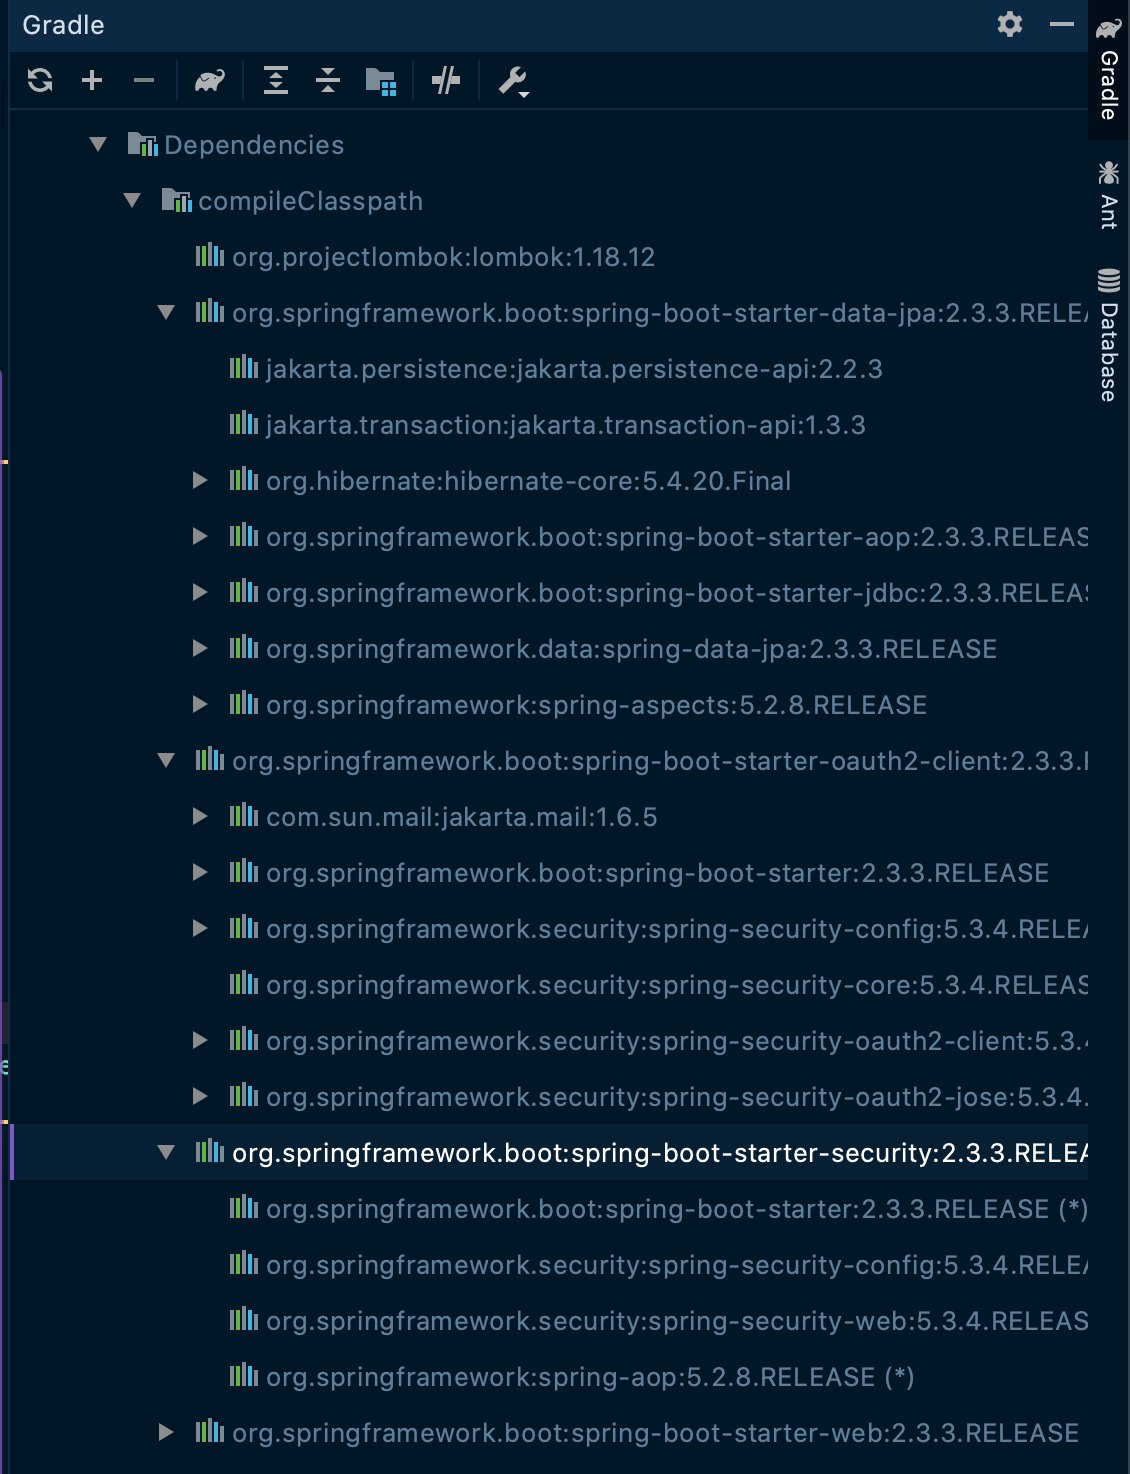 Gradle
Dependencies
compileClasspath
org.projectlombok:lombok:1.18.12
org.springframework.boot:spring-boot-starter-data-jpa:2.3.3.RELEA
jakarta.persistence:jakarta.persistence-api:2.2.3
jakarta.transaction:jakarta.transaction-api:1.3.3
org.hibernate:hibernate-core:5.4.20.Final
org.springframework.boot:spring-boot-starter-aop:2.3.3.RELEAS
org.springframework.boot:spring-boot-starter-jdbc:2.3.3.RELEAS
org.springframework.data:spring-data-jpa:2.3.3.RELEASE
org.springframework:spring-aspects:5.2.8.RELEASE
org.springframework.boot:spring-boot-starter-oauth2-client:2.3.3.
com.sun.mail:jakarta.mail:1.6.5
org.springframework.boot:spring-boot-starter:2.3.3.RELEASE
org.springframework.security:spring-security-config:5.3.4.RELEA
org.springframework.security:spring-security-core:5.3.4.RELEAS
org.springframework.security:spring-security-oauth2-client:5.3.4
org.springframework.security:spring-security-oauth2-jose:5.3.4.
org.springframework.boot:spring-boot-starter-security:2.3.3.RELEA
org.springframework.boot:spring-boot-starter:2.3.3.RELEASE (*)
org.springframework.security:spring-security-config:5.3.4.RELEA
org.springframework.security:spring-security-web:5.3.4.RELEAS
org.springframework:spring-aop:5.2.8.RELEASE (*)
org.springframework.boot:spring-boot-starter-web:2.3.3.RELEASE
Gradle
Ant
Database